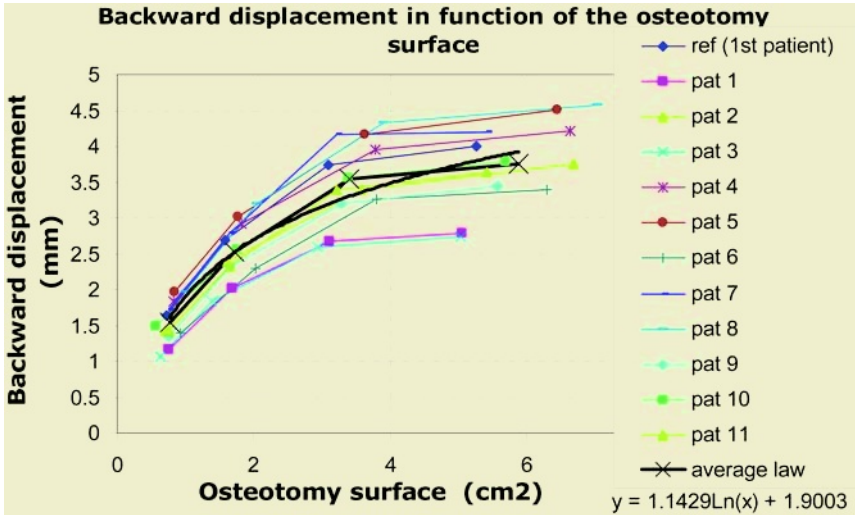 Backward displacement in function of the osteotomy
surface
Backward displacement
(mm)
5
4.5
4
3.5
3
2.5
2
1.5
1
0.5
0
0
2
4
6
Osteotomy surface (cm2)
ref (1st patient)
pat 1
pat 2
pat 3
pat 4
pat 5
pat 6
pat 7
pat 8
pat 9
pat 10
pat 11
average law
y = 1.1429Ln(x) + 1.9003